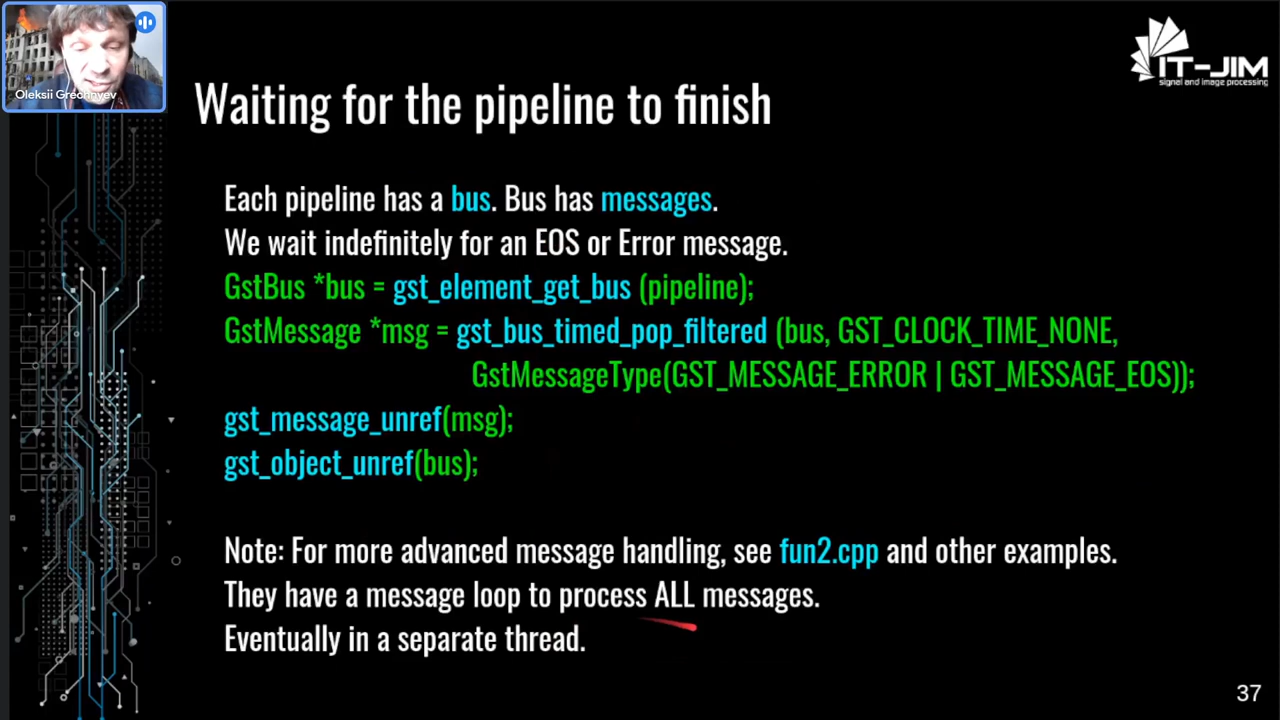 Oleksii Grechnyev
IT-JIM
signal and image processing
Waiting for the pipeline to finish
Each pipeline has a bus. Bus has messages.
We wait indefinitely for an EOS or Error message.
GstBus *bus = gst_element_get_bus (pipeline);
GstMessage *msg = gst_bus_timed_pop_filtered (bus, GST_CLOCK_TIME_NONE,
GstMessageType(GST_MESSAGE_ERROR | GST_MESSAGE_EOS));
gst_message_unref(msg);
gst_object_unref(bus);
Note: For more advanced message handling, see fun2.cpp and other examples.
They have a message loop to process ALL messages.
Eventually in a separate thread.
37